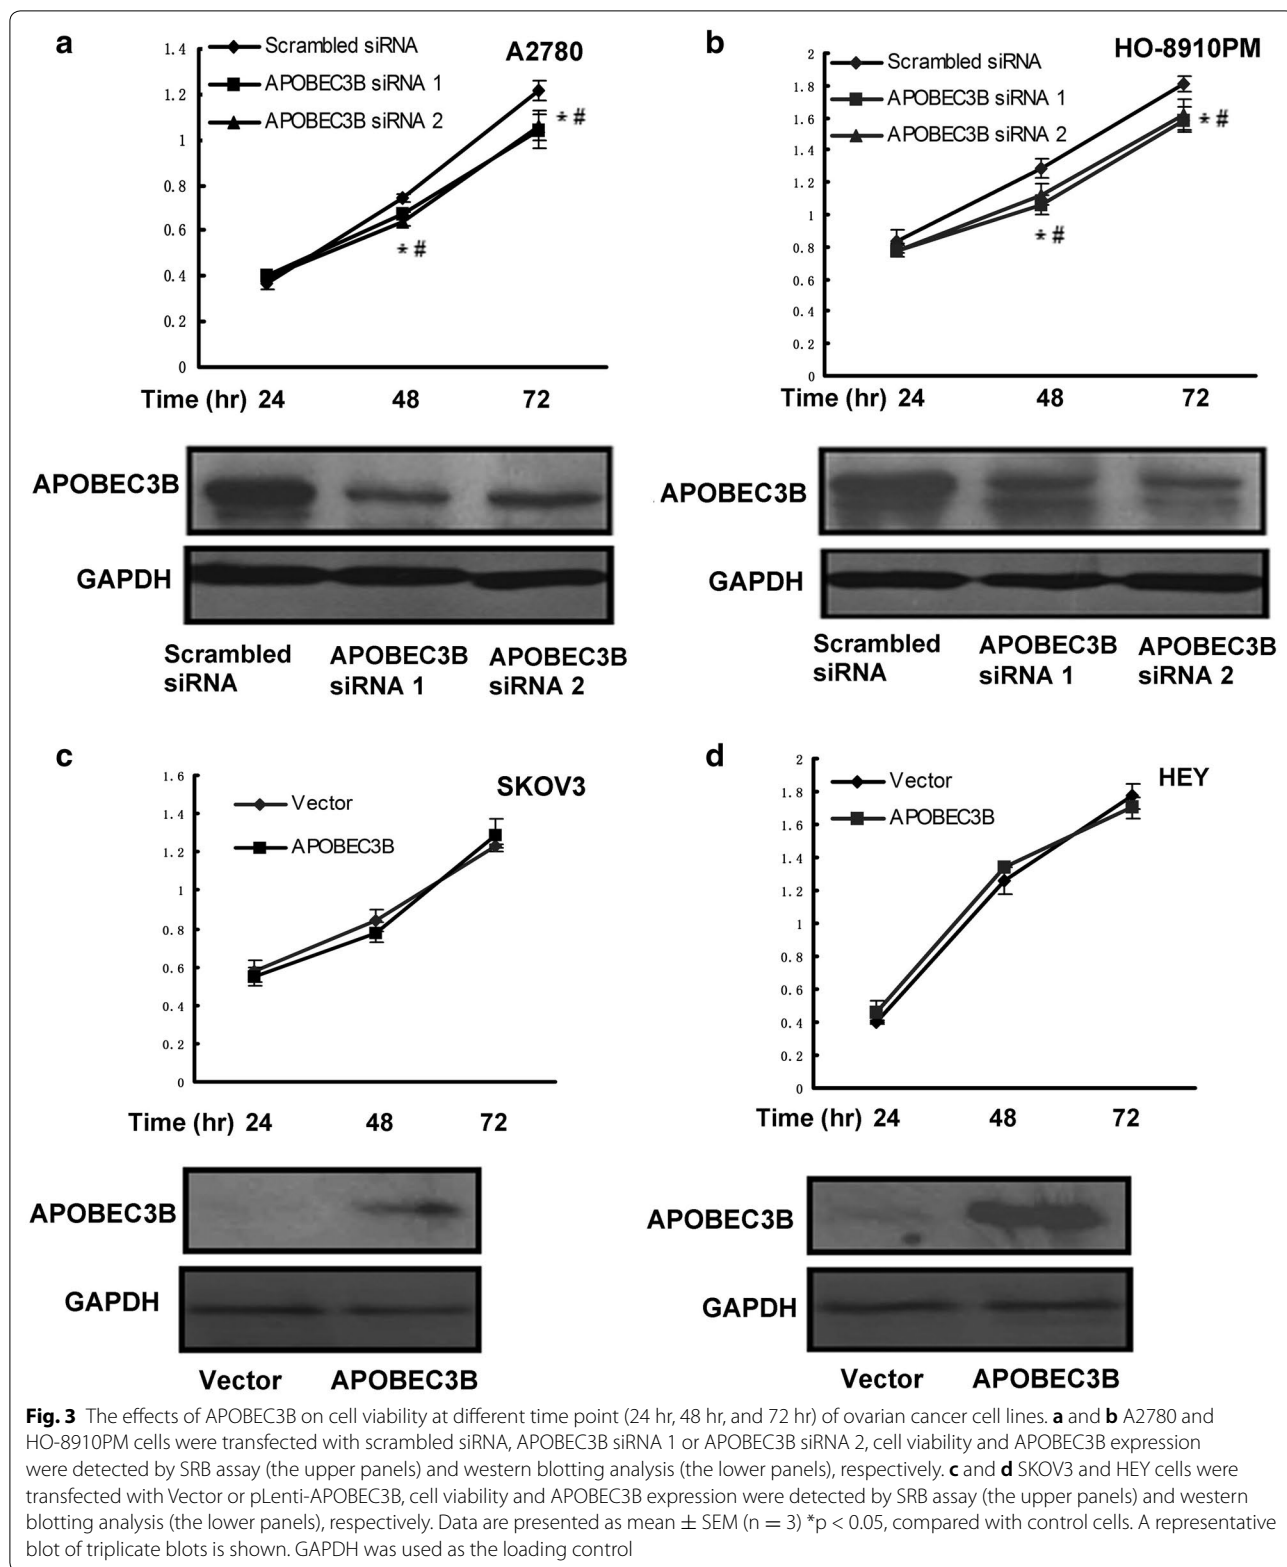 a
A2780
Scrambled siRNA
APOBEC3B siRNA 1
APOBEC3B siRNA 2
1.4
1.2
1
0.8
0.6
0.4
0.2
0
* #
* #
Time (hr) 24 48 72
APOBEC3B
GAPDH
Scrambled siRNA
APOBEC3B siRNA 1
APOBEC3B siRNA 2
b
HO-8910PM
Scrambled siRNA
APOBEC3B siRNA 1
APOBEC3B siRNA 2
2
1.8
1.6
1.4
1.2
1
0.8
0.6
0.4
0.2
0
* #
* #
Time (hr) 24 48 72
APOBEC3B
GAPDH
Scrambled siRNA
APOBEC3B siRNA 1
APOBEC3B siRNA 2
c
SKOV3
Vector
APOBEC3B
1.6
1.4
1.2
1
0.8
0.6
0.4
0.2
0
Time (hr) 24 48 72
APOBEC3B
GAPDH
Vector APOBEC3B
d
HEY
Vector
APOBEC3B
2
1.8
1.6
1.4
1.2
1
0.8
0.6
0.4
0.2
0
Time (hr) 24 48 72
APOBEC3B
GAPDH
Vector APOBEC3B
Fig. 3 The effects of APOBEC3B on cell viability at different time point (24 hr, 48 hr, and 72 hr) of ovarian cancer cell lines. a and b A2780 and
HO-8910PM cells were transfected with scrambled siRNA, APOBEC3B siRNA 1 or APOBEC3B siRNA 2, cell viability and APOBEC3B expression
were detected by SRB assay (the upper panels) and western blotting analysis (the lower panels), respectively. c and d SKOV3 and HEY cells were
transfected with Vector or pLenti-APOBEC3B, cell viability and APOBEC3B expression were detected by SRB assay (the upper panels) and western
blotting analysis (the lower panels), respectively. Data are presented as mean ± SEM (n = 3) *p < 0.05, compared with control cells. A representative
blot of triplicate blots is shown. GAPDH was used as the loading control